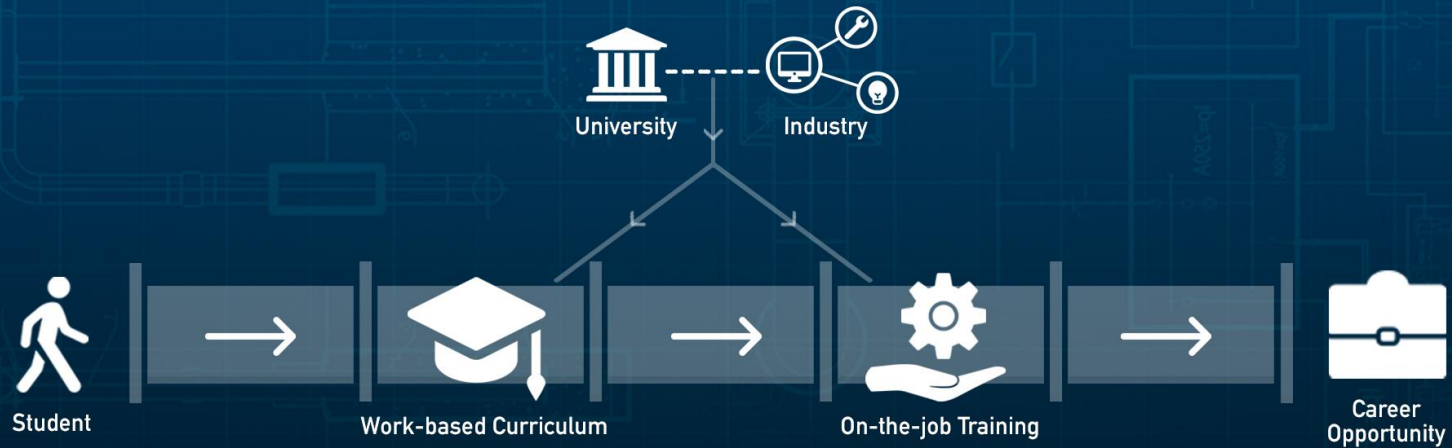 University
Industry
Student
Work-based Curriculum
On-the-job Training
Career
Opportunity